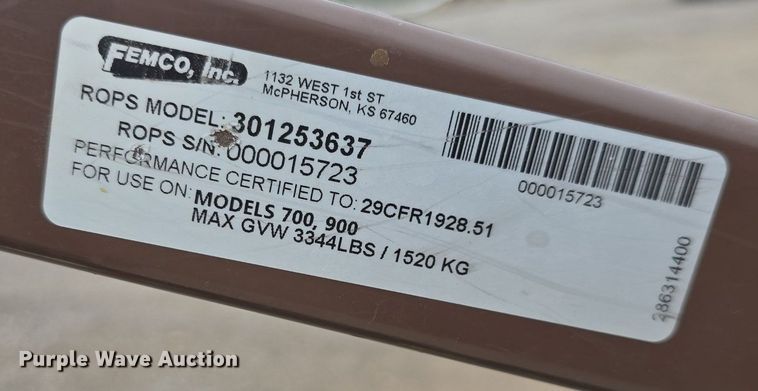 FEMCO, Inc.
1132 WEST 1st ST
McPHERSON, KS 67460
ROPS MODEL: 301253637
ROPS S/N: 000015723
PERFORMANCE CERTIFIED TO: 29CFR1928.51
FOR USE ON: MODELS 700, 900
MAX GVW 3344LBS / 1520 KG
000015723
286314400
Purple Wave Auction